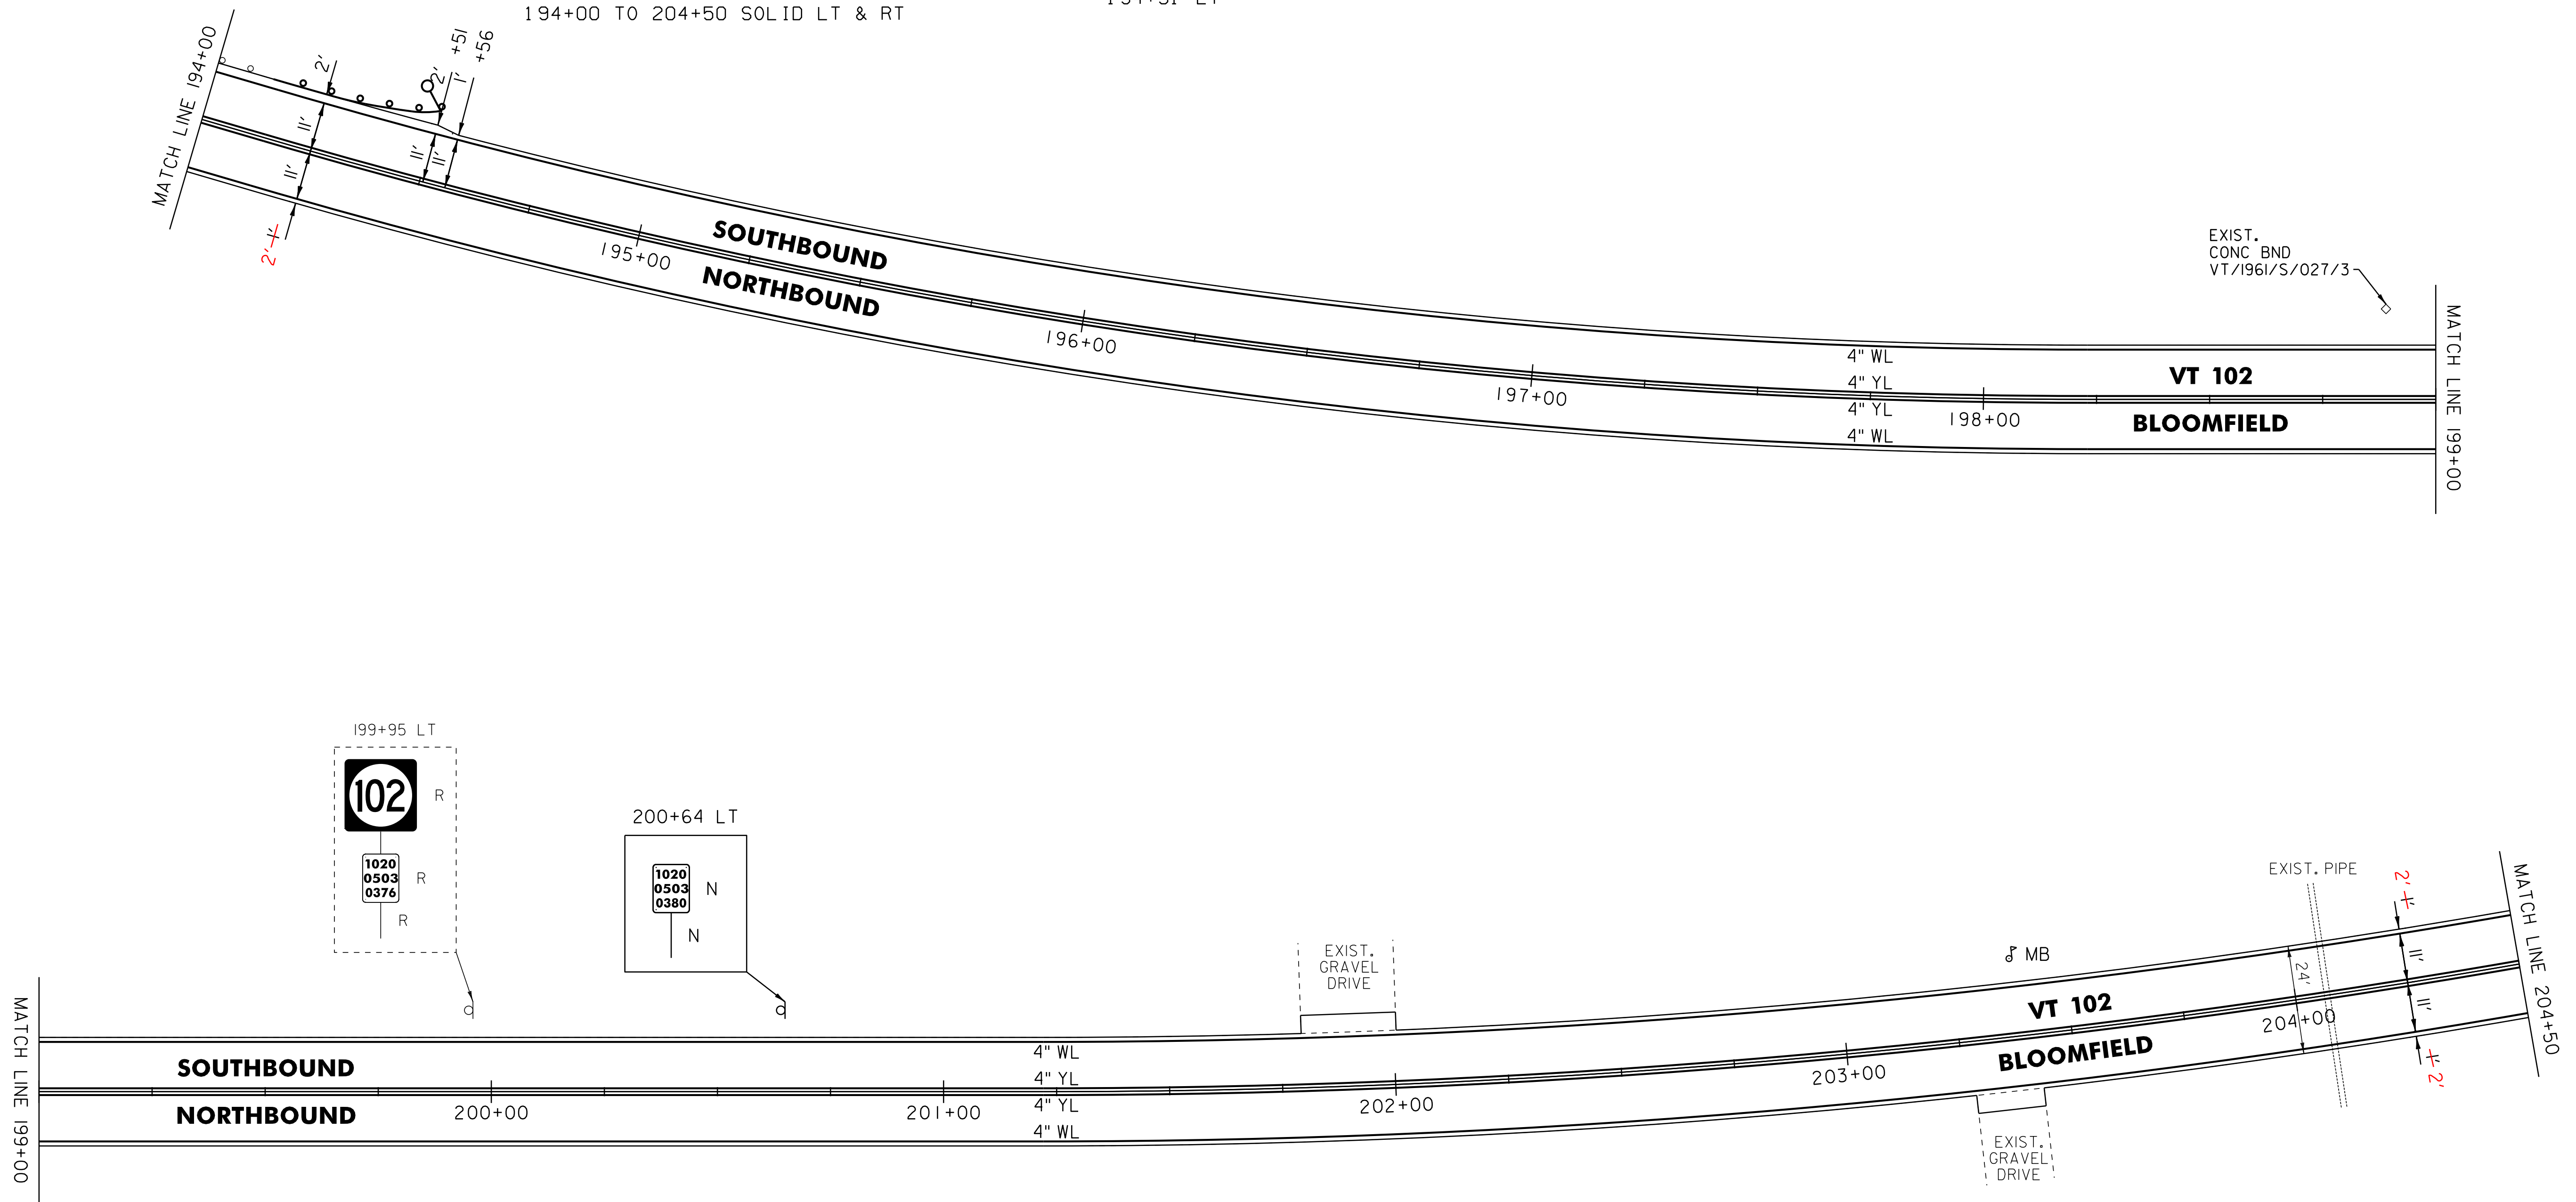 194+00 TO 204+50 SOLID LT & RT
MATCH LINE 194+00
2'
2'
+51
1'
+56
11'
11'
11'
11'
2' 1'
195+00
SOUTHBOUND
NORTHBOUND
196+00
197+00
4" WL
4" YL
4" YL
4" WL
198+00
EXIST.
CONC BND
VT/1961/S/027/3
VT 102
BLOOMFIELD
MATCH LINE 199+00
MATCH LINE 199+00
199+95 LT
102 R
1020
0503 R
0376
R
200+64 LT
1020
0503 N
0380
N
SOUTHBOUND
NORTHBOUND
200+00
201+00
4" WL
4" YL
4" YL
4" WL
EXIST.
GRAVEL
DRIVE
202+00
203+00
MB
VT 102
BLOOMFIELD
EXIST.
GRAVEL
DRIVE
EXIST. PIPE
24'
204+00
2' 1'
11'
11'
1' 2'
MATCH LINE 204+50